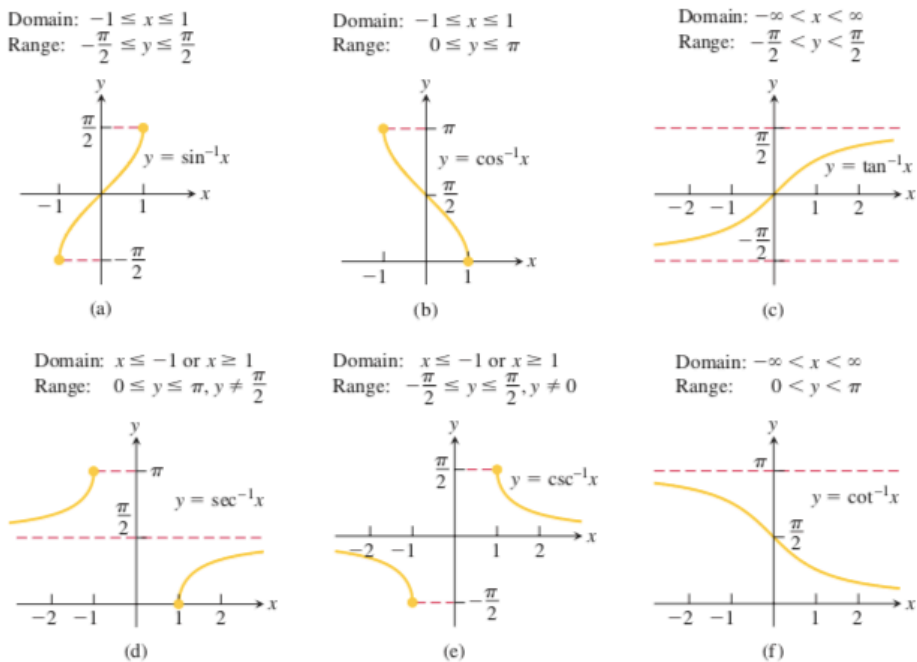 Domain: −1 ≤ x ≤ 1
Range: −π/2 ≤ y ≤ π/2
y
π/2
y = sin⁻¹x
x
−1
1
−π/2
(a)
Domain: −1 ≤ x ≤ 1
Range: 0 ≤ y ≤ π
y
π
y = cos⁻¹x
π/2
x
−1
1
(b)
Domain: −∞ < x < ∞
Range: −π/2 < y < π/2
y
π/2
y = tan⁻¹x
x
−2 −1 1 2
−π/2
(c)
Domain: x ≤ −1 or x ≥ 1
Range: 0 ≤ y ≤ π, y ≠ π/2
y
π
y = sec⁻¹x
π/2
x
−2 −1 1 2
(d)
Domain: x ≤ −1 or x ≥ 1
Range: −π/2 ≤ y ≤ π/2, y ≠ 0
y
π/2
y = csc⁻¹x
x
−2 −1 1 2
−π/2
(e)
Domain: −∞ < x < ∞
Range: 0 < y < π
y
π
y = cot⁻¹x
π/2
x
−2 −1 1 2
(f)